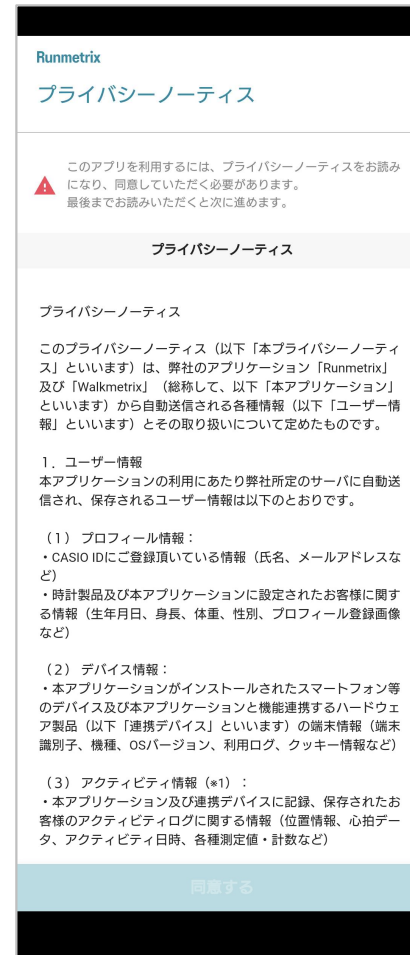 Runmetrix
プライバシーノーティス
このアプリを利用するには、プライバシーノーティスをお読み
になり、同意していただく必要があります。
最後までお読みいただくと次に進めます。
プライバシーノーティス
プライバシーノーティス
このプライバシーノーティス（以下「本プライバシーノーティ
ス」といいます）は、弊社のアプリケーション「Runmetrix」
及び「Walkmetrix」（総称して、以下「本アプリケーション」
といいます）から自動送信される各種情報（以下「ユーザー情
報」といいます）とその取り扱いについて定めたものです。
１．ユーザー情報
本アプリケーションの利用にあたり弊社所定のサーバに自動送
信され、保存されるユーザー情報は以下のとおりです。
（１） プロフィール情報：
・CASIO IDにご登録頂いている情報（氏名、メールアドレスな
ど）
・時計製品及び本アプリケーションに設定されたお客様に関す
る情報（生年月日、身長、体重、性別、プロフィール登録画像
など）
（２） デバイス情報：
・本アプリケーションがインストールされたスマートフォン等
のデバイス及び本アプリケーションと機能連携するハードウェ
ア製品（以下「連携デバイス」といいます）の端末情報（端末
識別子、機種、OSバージョン、利用ログ、クッキー情報など）
（３） アクティビティ情報（*1）：
・本アプリケーション及び連携デバイスに記録、保存されたお
客様のアクティビティログに関する情報（位置情報、心拍デー
タ、アクティビティ日時、各種測定値・計数など）
同意する